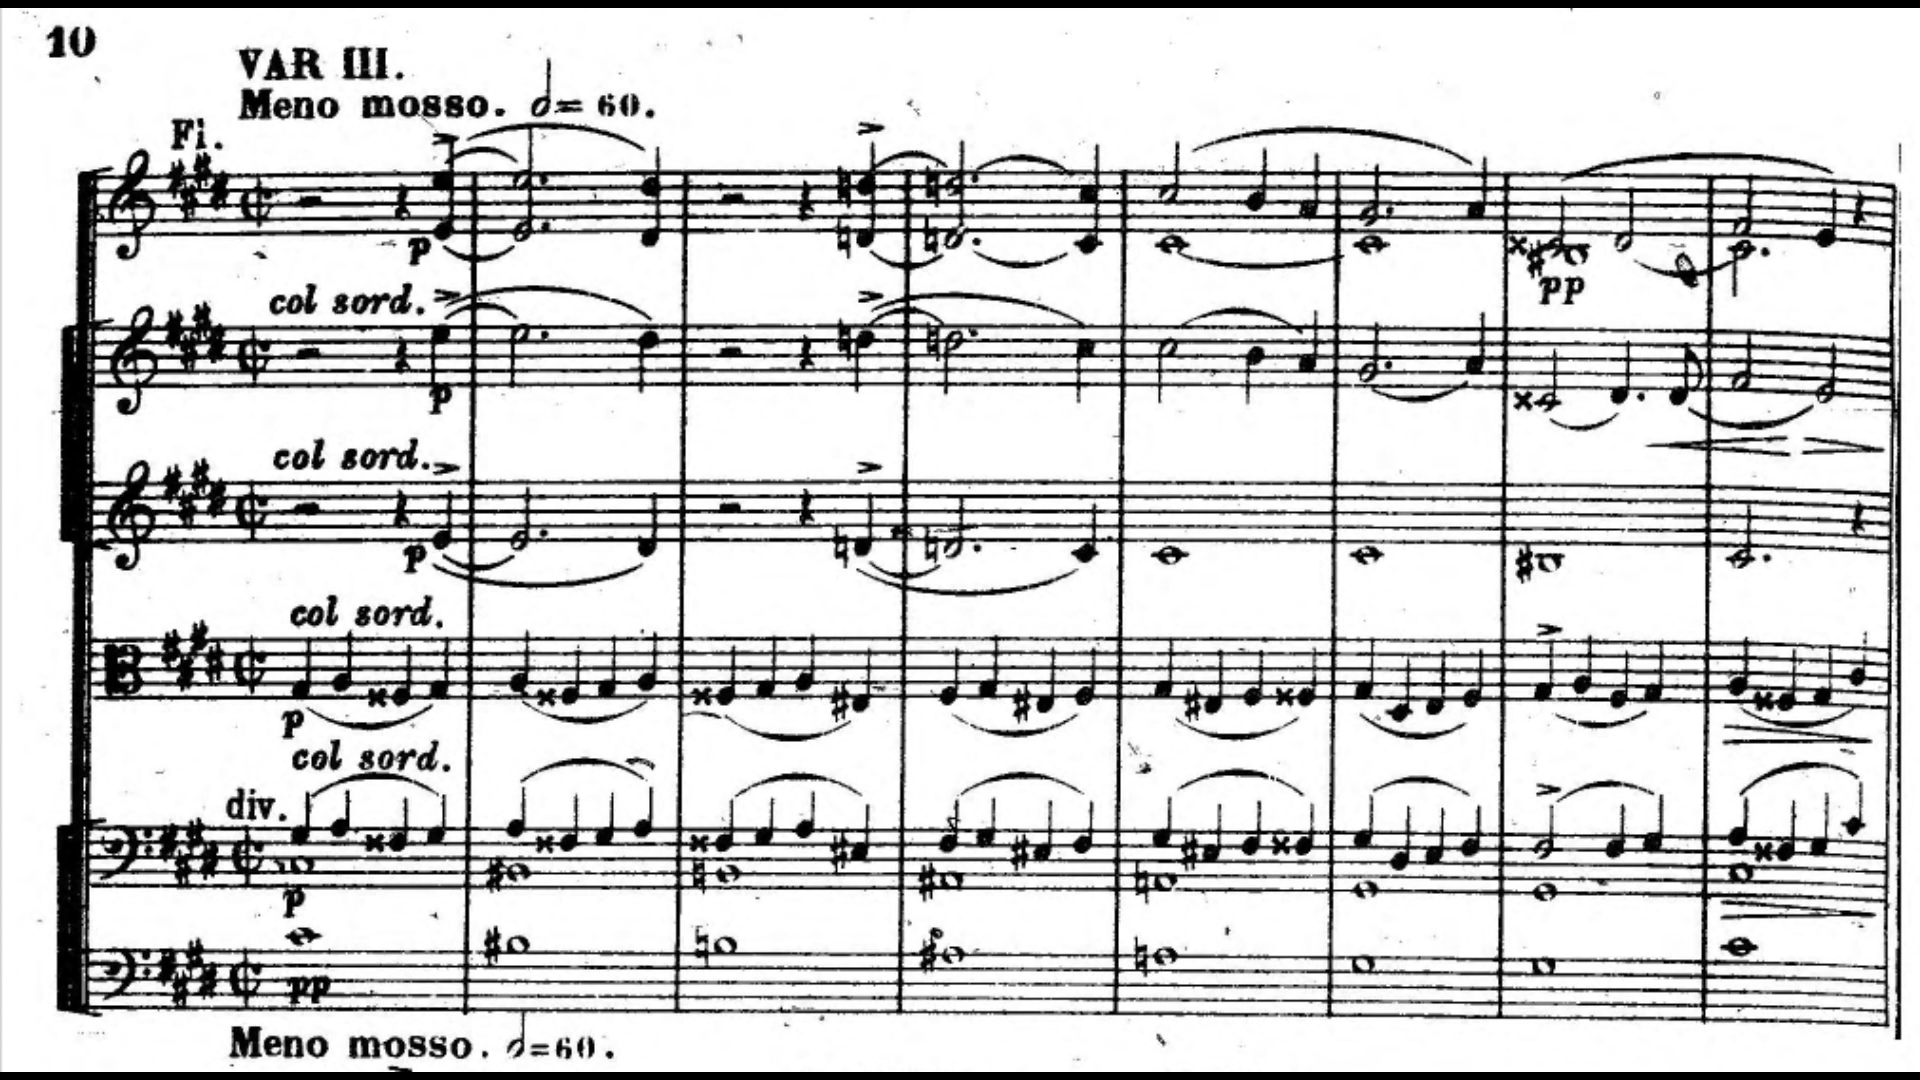 10
VAR III.
Meno mosso. 𝅗𝅥 = 60.
Fi.
p
pp
col sord.
p
col sord.
p
col sord.
p
col sord.
div.
p
pp
Meno mosso. 𝅗𝅥 = 60.